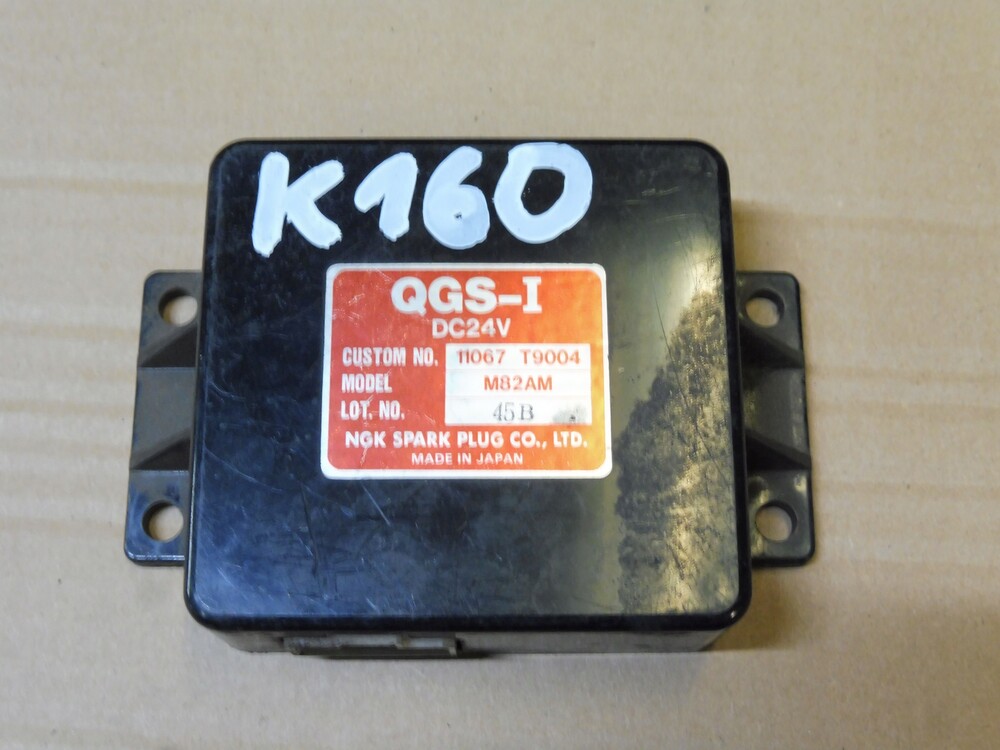 K160
QGS-I
DC24V
CUSTOM NO. 11067 T9004
MODEL M82AM
LOT. NO. 45B
NGK SPARK PLUG CO., LTD.
MADE IN JAPAN